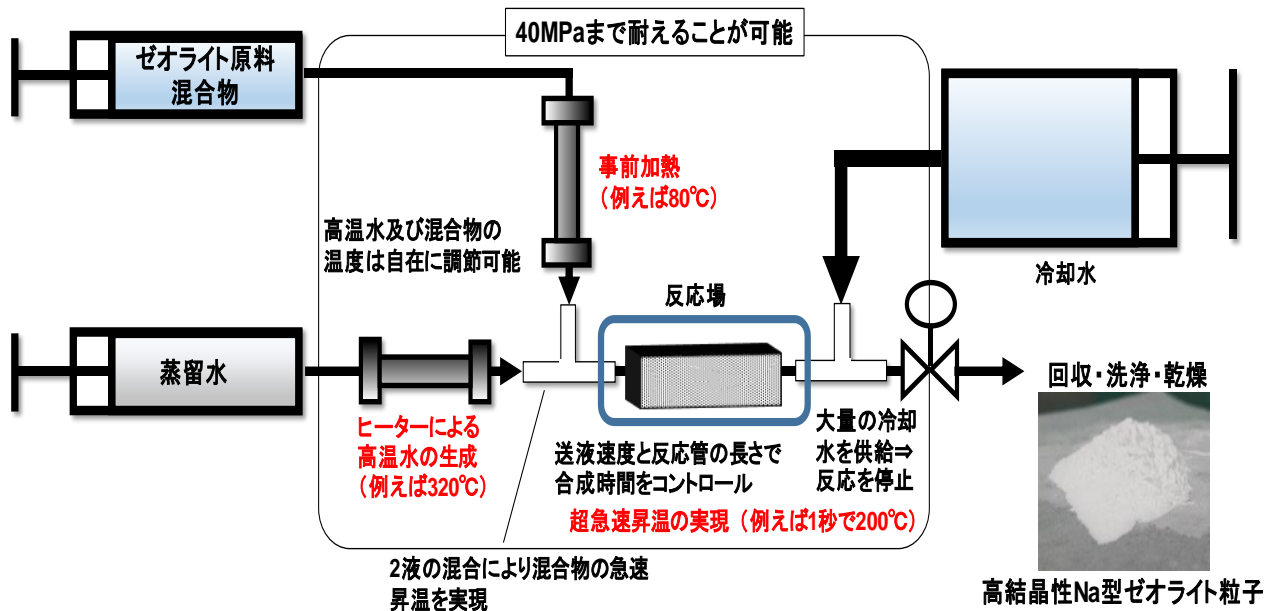 40MPaまで耐えることが可能
ゼオライト原料
混合物
事前加熱
（例えば80℃）
高温水及び混合物の
温度は自在に調節可能
冷却水
反応場
蒸留水
回収・洗浄・乾燥
ヒーターによる
高温水の生成
（例えば320℃）
送液速度と反応管の長さで
合成時間をコントロール
大量の冷却
水を供給⇒
反応を停止
超急速昇温の実現（例えば1秒で200℃）
2液の混合により混合物の急速
昇温を実現
高結晶性Na型ゼオライト粒子